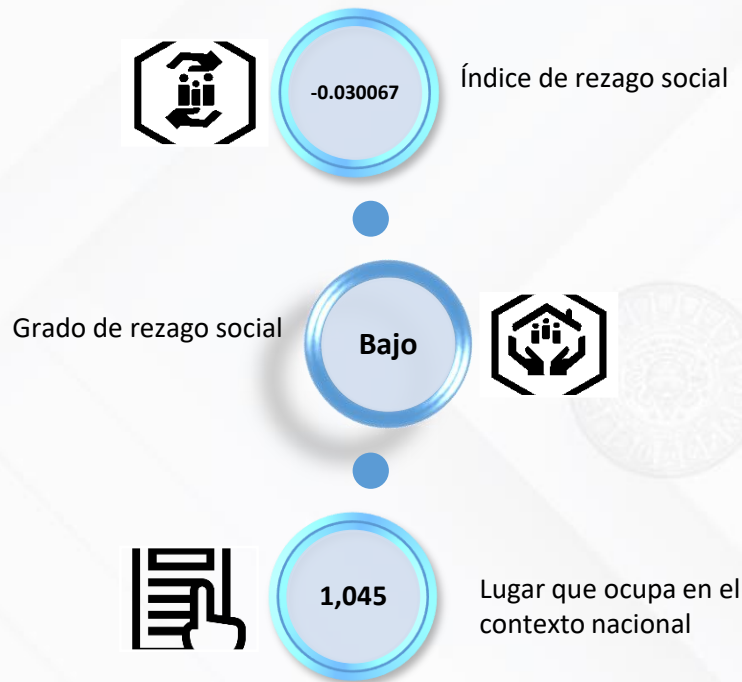 -0.030067
Índice de rezago social
Grado de rezago social
Bajo
1,045
Lugar que ocupa en el
contexto nacional